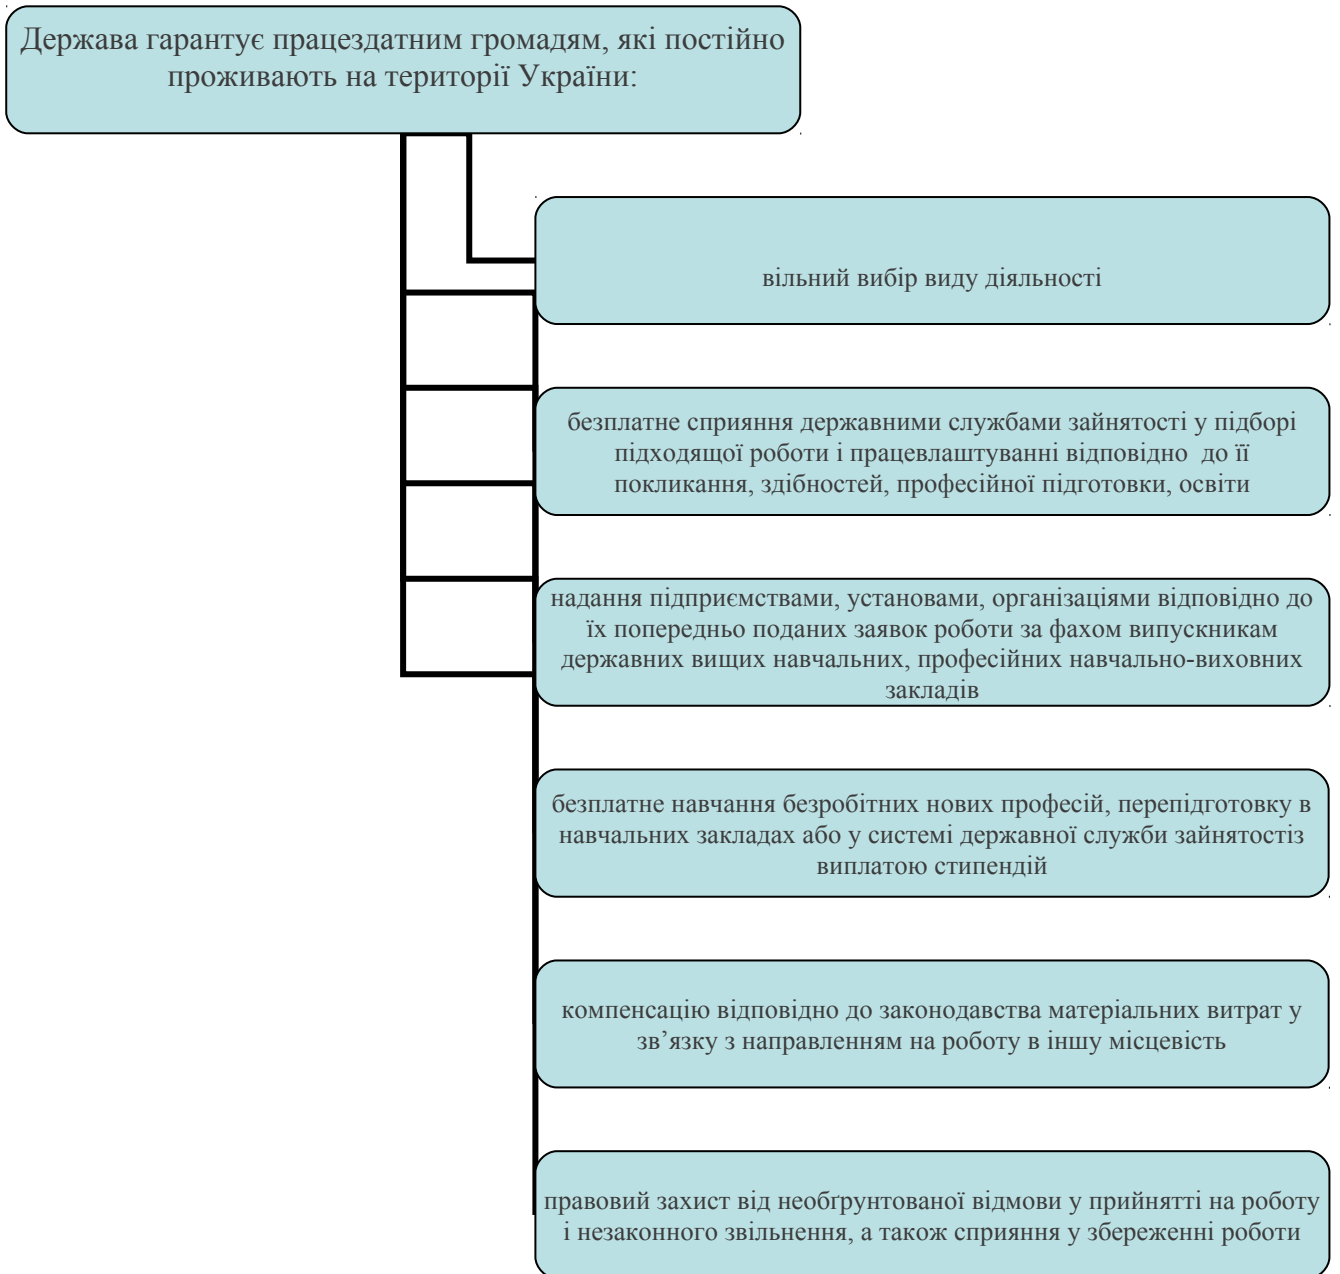 Держава гарантує працездатним громадям, які постійно
проживають на території України:
вільний вибір виду діяльності
безплатне сприяння державними службами зайнятості у підборі
підходящої роботи і працевлаштуванні відповідно  до її
покликання, здібностей, професійної підготовки, освіти
надання підприємствами, установами, організаціями відповідно до
їх попередньо поданих заявок роботи за фахом випускникам
державних вищих навчальних, професійних навчально-виховних
закладів
безплатне навчання безробітних нових професій, перепідготовку в
навчальних закладах або у системі державної служби зайнятостіз
виплатою стипендій
компенсацію відповідно до законодавства матеріальних витрат у
зв’язку з направленням на роботу в іншу місцевість
правовий захист від необґрунтованої відмови у прийнятті на роботу
і незаконного звільнення, а також сприяння у збереженні роботи